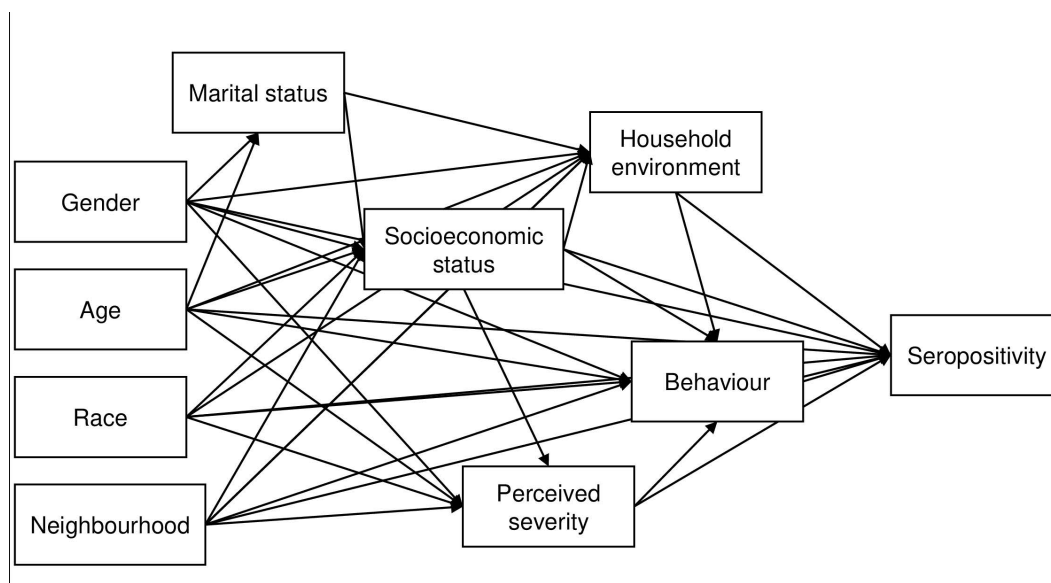 Marital status
Household
environment
Gender
Socioeconomic
status
Age
Seropositivity
Behaviour
Race
Perceived
severity
Neighbourhood